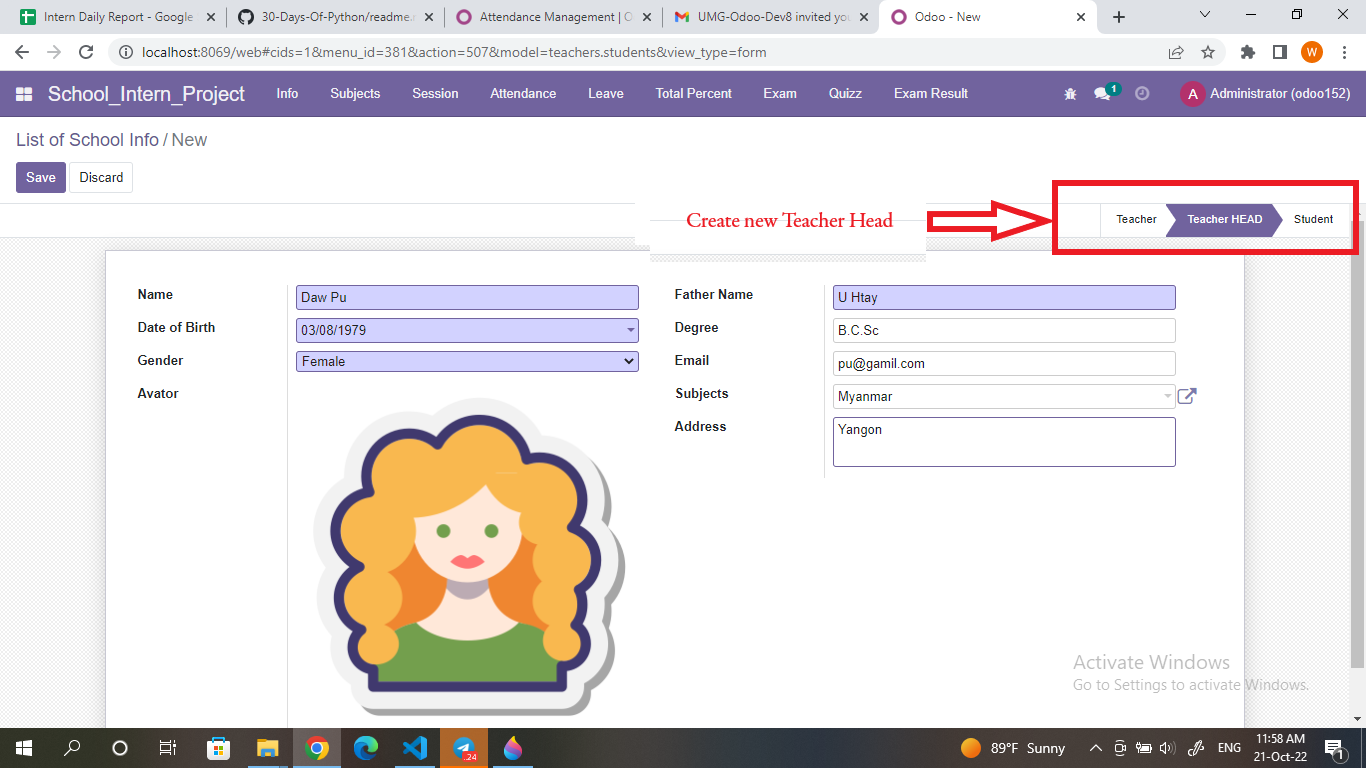 Intern Daily Report - Google
30-Days-Of-Python/readme.r
Attendance Management | O
UMG-Odoo-Dev8 invited you
Odoo - New
localhost:8069/web#cids=1&menu_id=381&action=507&model=teachers.students&view_type=form
W
School_Intern_Project
Info
Subjects
Session
Attendance
Leave
Total Percent
Exam
Quizz
Exam Result
1
A
Administrator (odoo152)
List of School Info / New
Save
Discard
Create new Teacher Head
Teacher
Teacher HEAD
Student
Name
Daw Pu
Father Name
U Htay
Date of Birth
03/08/1979
Degree
B.C.Sc
Gender
Female
Email
pu@gamil.com
Avator
Subjects
Myanmar
Address
Yangon
Activate Windows
Go to Settings to activate Windows.
.24
89°F Sunny
ENG
11:58 AM
21-Oct-22
1